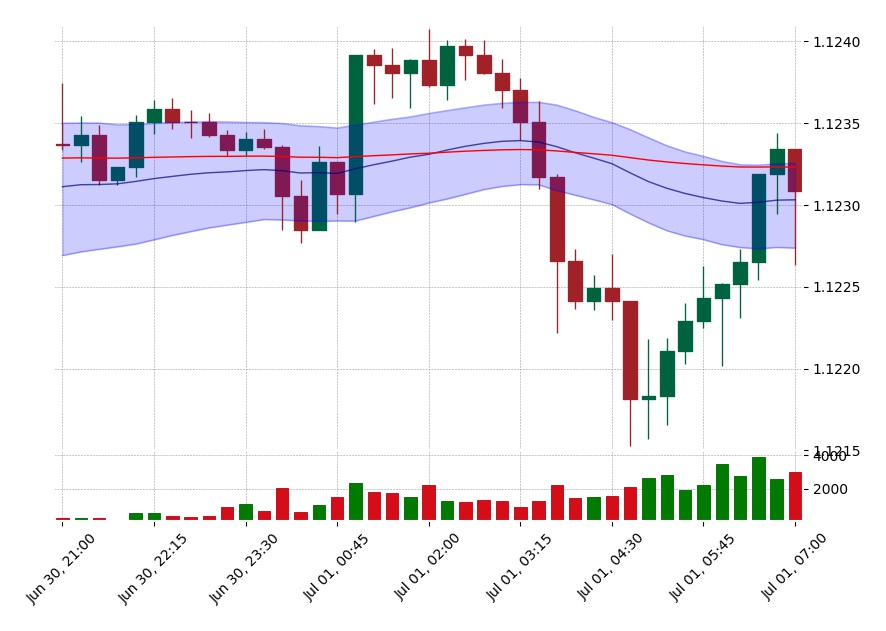 1.1240
1.1235
1.1230
1.1225
1.1220
1.1215
4000
2000
Jun 30, 21:00
Jun 30, 22:15
Jun 30, 23:30
Jul 01, 00:45
Jul 01, 02:00
Jul 01, 03:15
Jul 01, 04:30
Jul 01, 05:45
Jul 01, 07:00